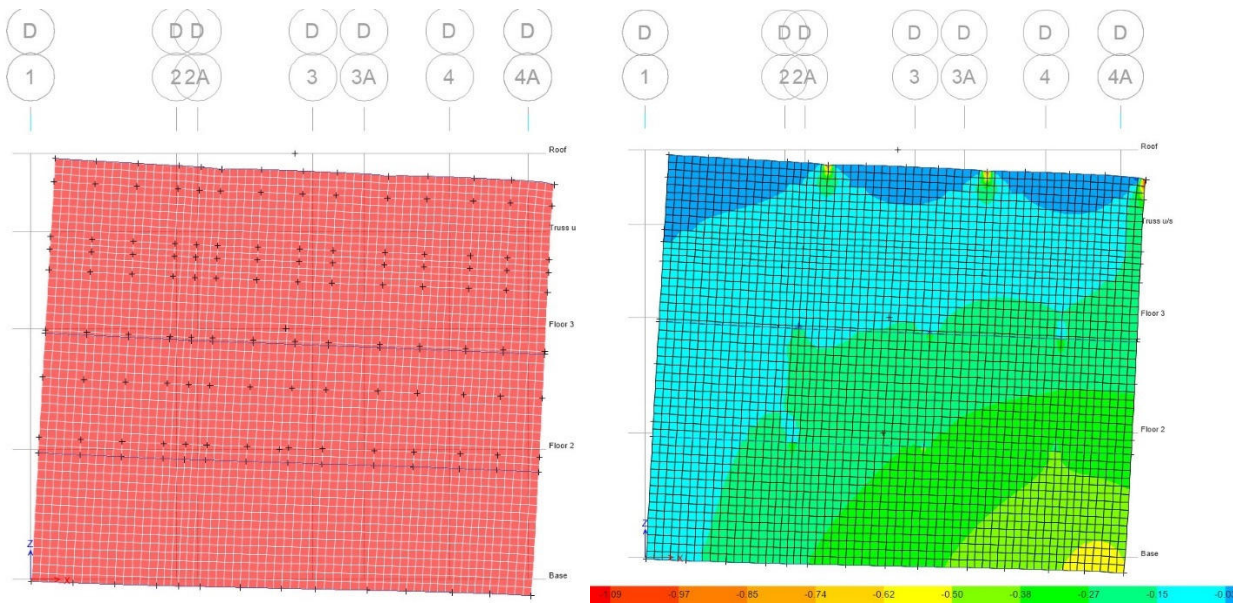 D D D D D D D
1 2 2A 3 3A 4 4A
Roof
Truss u
Floor 3
Floor 2
Z
Base
X
D D D D D D D
1 2 2A 3 3A 4 4A
Roof
Truss u/s
Floor 3
Floor 2
Z
Base
X
-1.09 -0.97 -0.85 -0.74 -0.62 -0.50 -0.38 -0.27 -0.15